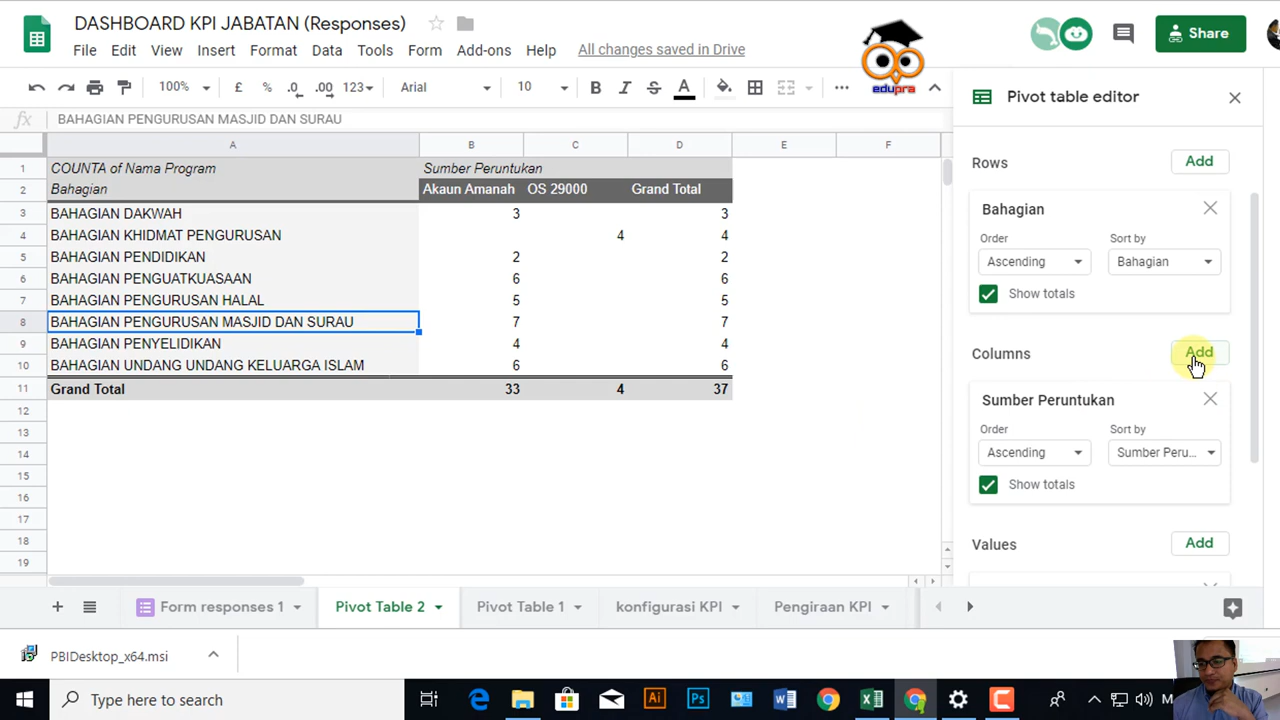 DASHBOARD KPI JABATAN (Responses)
File Edit View Insert Format Data Tools Form Add-ons Help All changes saved in Drive
edupra
Share
100% £ % .0 .00 123 Arial 10 B I S A
fx BAHAGIAN PENGURUSAN MASJID DAN SURAU
A B C D E F
1 COUNTA of Nama Program Sumber Peruntukan
2 Bahagian Akaun Amanah OS 29000 Grand Total
3 BAHAGIAN DAKWAH 3 3
4 BAHAGIAN KHIDMAT PENGURUSAN 4 4
5 BAHAGIAN PENDIDIKAN 2 2
6 BAHAGIAN PENGUATKUASAAN 6 6
7 BAHAGIAN PENGURUSAN HALAL 5 5
8 BAHAGIAN PENGURUSAN MASJID DAN SURAU 7 7
9 BAHAGIAN PENYELIDIKAN 4 4
10 BAHAGIAN UNDANG UNDANG KELUARGA ISLAM 6 6
11 Grand Total 33 4 37
12
13
14
15
16
17
18
19
Pivot table editor
Rows Add
Bahagian
Order Sort by
Ascending Bahagian
Show totals
Columns Add
Sumber Peruntukan
Order Sort by
Ascending Sumber Peru...
Show totals
Values Add
Form responses 1 Pivot Table 2 Pivot Table 1 konfigurasi KPI Pengiraan KPI
PBIDesktop_x64.msi
Type here to search
Ai Ps